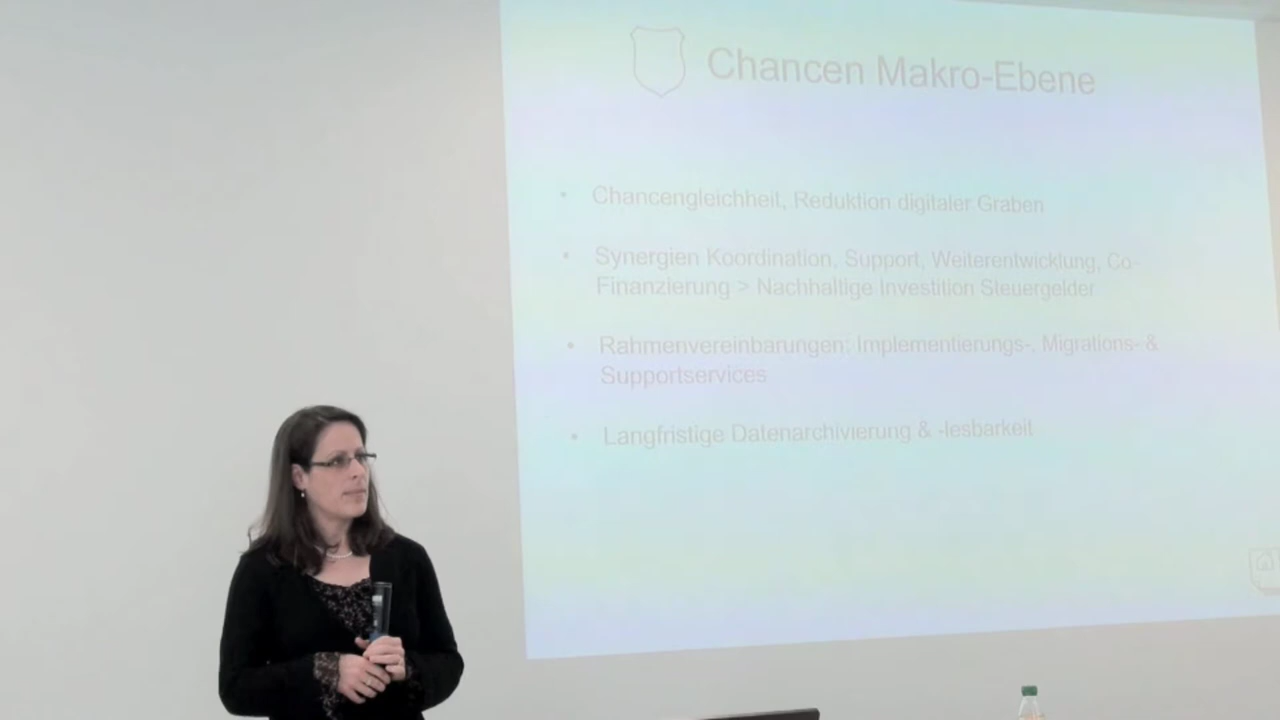 Chancen Makro-Ebene
• Chancengleichheit, Reduktion digitaler Graben
• Synergien Koordination, Support, Weiterentwicklung, Co-
Finanzierung > Nachhaltige Investition Steuergelder
• Rahmenvereinbarungen: Implementierungs-, Migrations- &
Supportservices
• Langfristige Datenarchivierung & -lesbarkeit